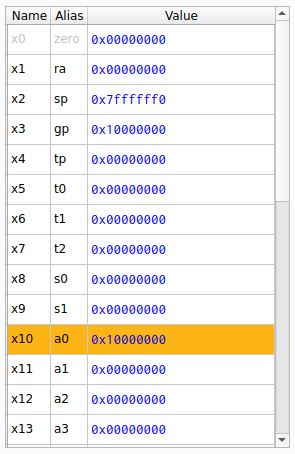 Name Alias Value
x0 zero 0x00000000
x1 ra 0x00000000
x2 sp 0x7ffffff0
x3 gp 0x10000000
x4 tp 0x00000000
x5 t0 0x00000000
x6 t1 0x00000000
x7 t2 0x00000000
x8 s0 0x00000000
x9 s1 0x00000000
x10 a0 0x10000000
x11 a1 0x00000000
x12 a2 0x00000000
x13 a3 0x00000000